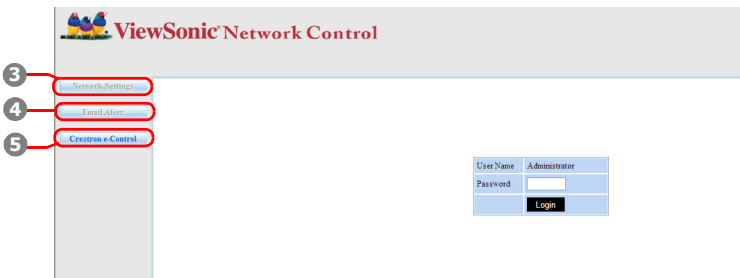 ViewSonic® Network Control
3 Network Settings
4 Email Alert
5 Crestron e-Control
User Name Administrator
Password
Login